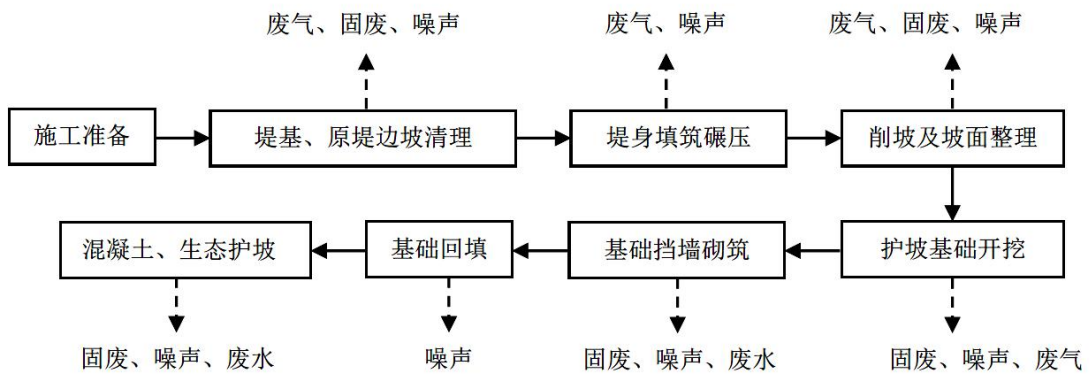 废气、固废、噪声
废气、噪声
废气、固废、噪声
施工准备
堤基、原堤边坡清理
堤身填筑碾压
削坡及坡面整理
混凝土、生态护坡
基础回填
基础挡墙砌筑
护坡基础开挖
固废、噪声、废水
噪声
固废、噪声、废水
固废、噪声、废气